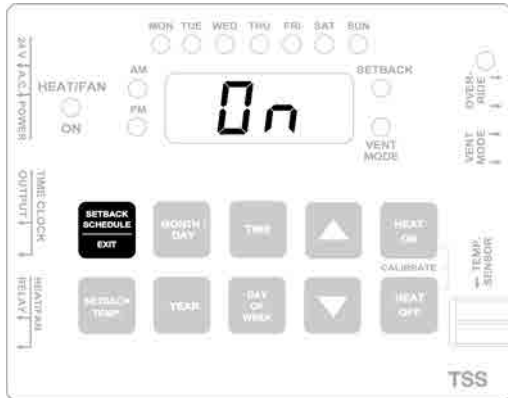 MON TUE WED THU FRI SAT SUN
24V A.C. POWER
HEAT/FAN
ON
AM
PM
On
SETBACK
VENT
MODE
OVER-
RIDE
VENT
MODE
TIME CLOCK
OUTPUT
SETBACK
SCHEDULE
EXIT
MONTH
DAY
TIME
HEAT
ON
CALIBRATE
TEMP.
SENSOR
HEAT/FAN
RELAY
SETBACK
TEMP
YEAR
DAY
OF
WEEK
HEAT
OFF
TSS